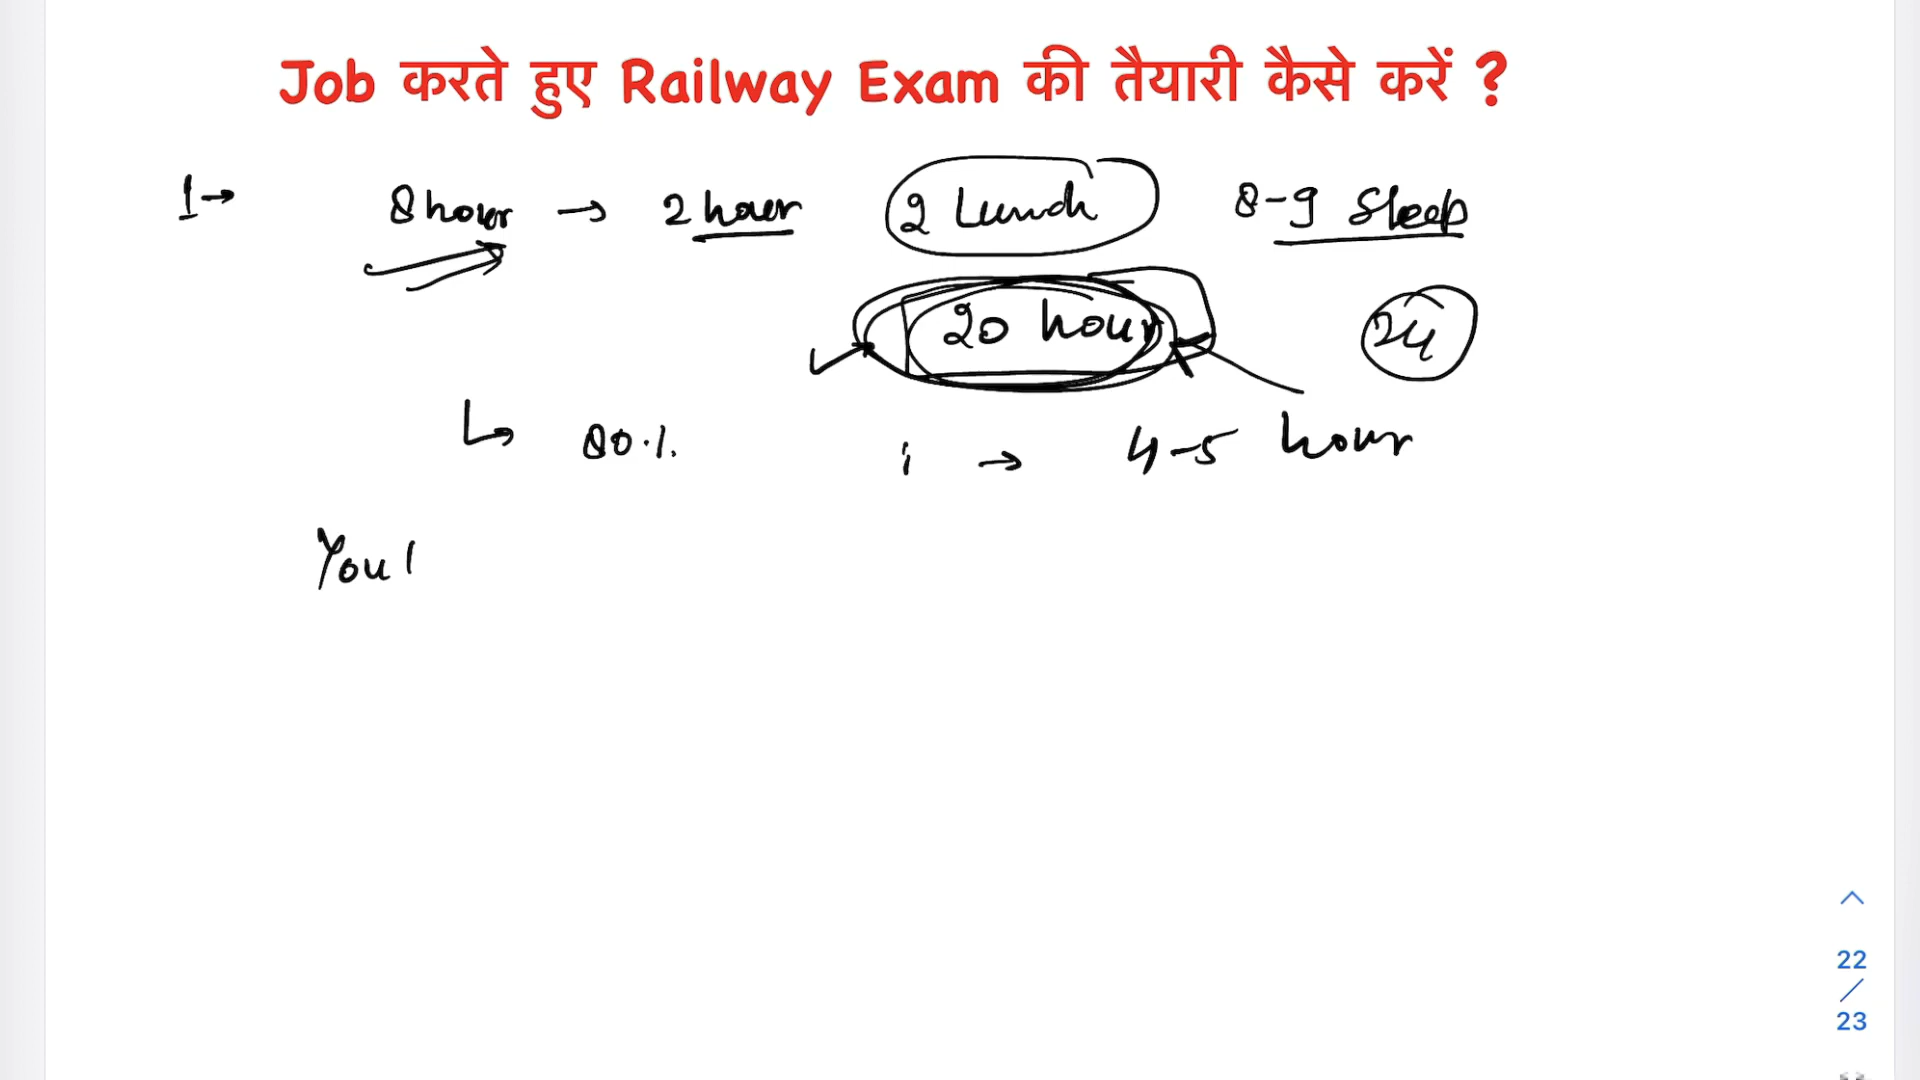 Job करते हुए Railway Exam की तैयारी कैसे करें ?
1→ 8 hour → 2 hour 2 Lunch 8-9 Sleep
20 hour 24
↳ 80% i → 4-5 hour
You
22
/
23